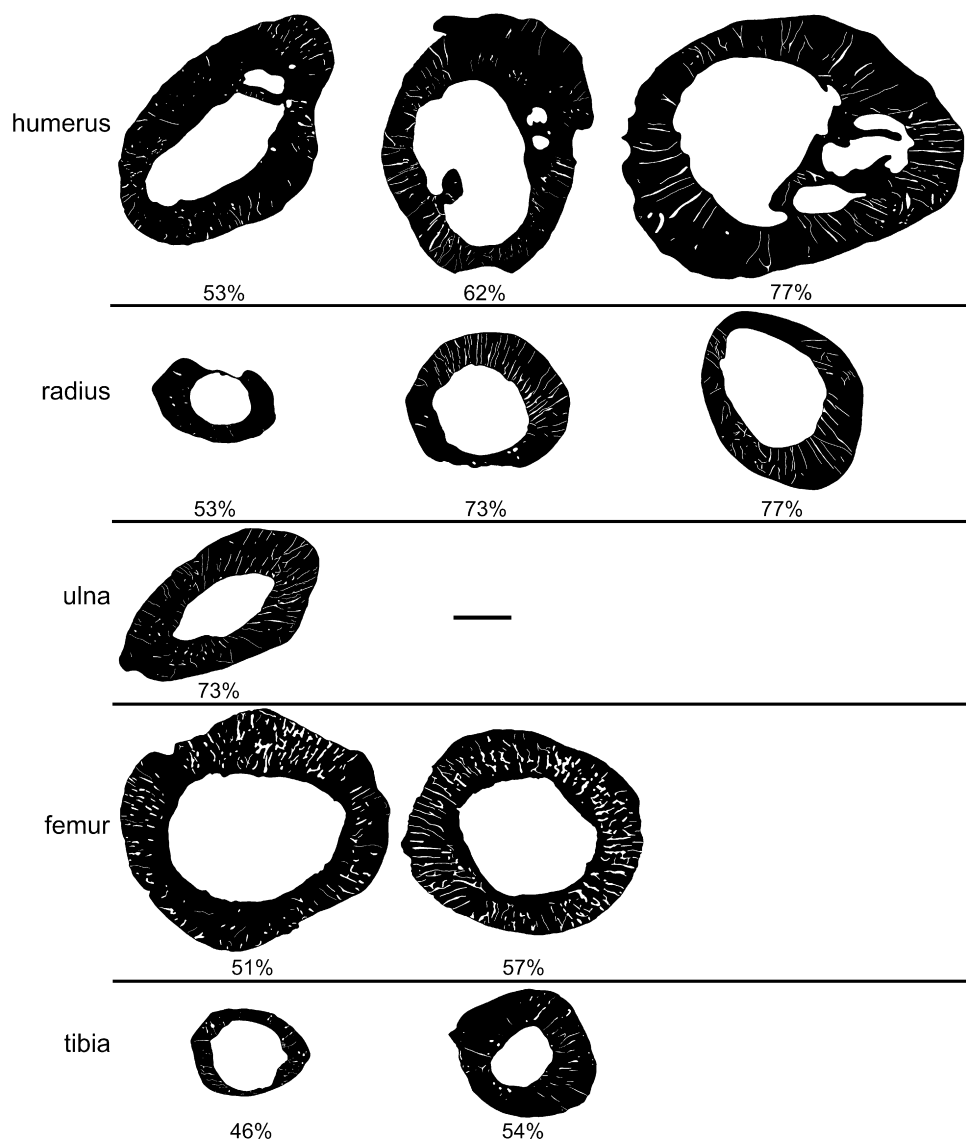 humerus
53% 62% 77%
radius
53% 73% 77%
ulna
73%
femur
51% 57%
tibia
46% 54%